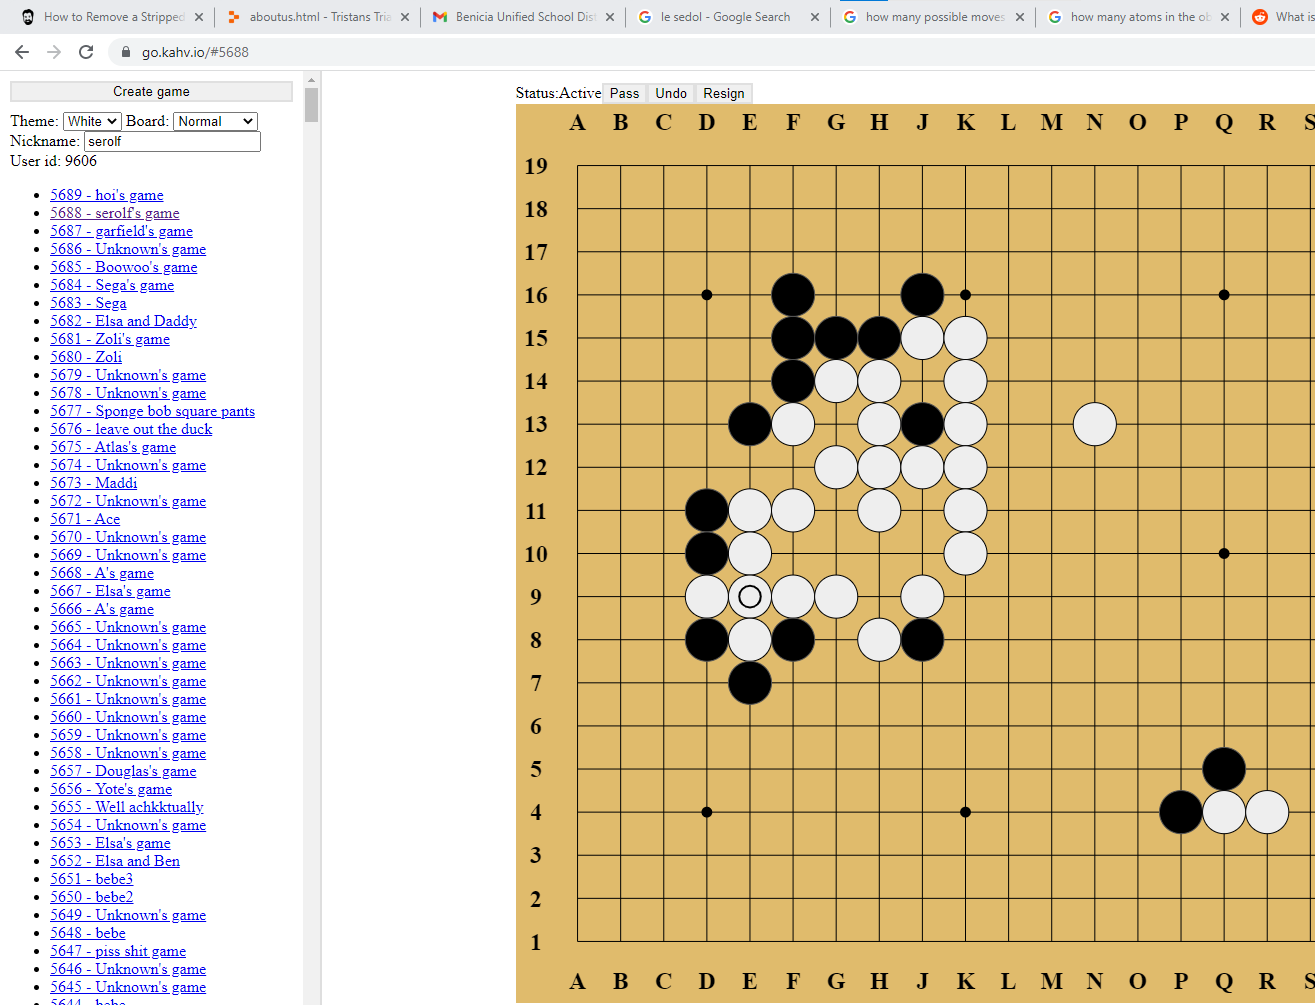 How to Remove a Stripped
aboutus.html - Tristans Tria
Benicia Unified School Dist
le sedol - Google Search
how many possible moves
how many atoms in the ob
What is
go.kahv.io/#5688
Create game
Theme: White Board: Normal
Nickname: serolf
User id: 9606
5689 - hoi's game
5688 - serolf's game
5687 - garfield's game
5686 - Unknown's game
5685 - Boowoo's game
5684 - Sega's game
5683 - Sega
5682 - Elsa and Daddy
5681 - Zoli's game
5680 - Zoli
5679 - Unknown's game
5678 - Unknown's game
5677 - Sponge bob square pants
5676 - leave out the duck
5675 - Atlas's game
5674 - Unknown's game
5673 - Maddi
5672 - Unknown's game
5671 - Ace
5670 - Unknown's game
5669 - Unknown's game
5668 - A's game
5667 - Elsa's game
5666 - A's game
5665 - Unknown's game
5664 - Unknown's game
5663 - Unknown's game
5662 - Unknown's game
5661 - Unknown's game
5660 - Unknown's game
5659 - Unknown's game
5658 - Unknown's game
5657 - Douglas's game
5656 - Yote's game
5655 - Well achkktually
5654 - Unknown's game
5653 - Elsa's game
5652 - Elsa and Ben
5651 - bebe3
5650 - bebe2
5649 - Unknown's game
5648 - bebe
5647 - piss shit game
5646 - Unknown's game
5645 - Unknown's game
5644 - bebe
Status:Active Pass Undo Resign
A B C D E F G H J K L M N O P Q R S
19
18
17
16
15
14
13
12
11
10
9
8
7
6
5
4
3
2
1
A B C D E F G H J K L M N O P Q R S